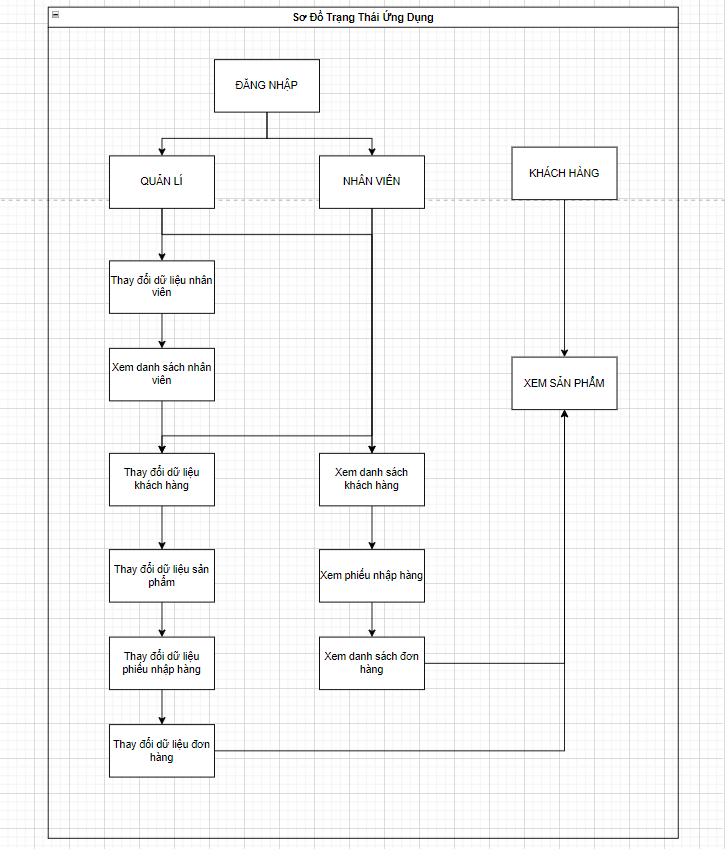 Sơ Đồ Trạng Thái Ứng Dụng
ĐĂNG NHẬP
QUẢN LÍ
NHÂN VIÊN
KHÁCH HÀNG
Thay đổi dữ liệu nhân
viên
Xem danh sách nhân
viên
XEM SẢN PHẨM
Thay đổi dữ liệu
khách hàng
Xem danh sách
khách hàng
Thay đổi dữ liệu sản
phẩm
Xem phiếu nhập hàng
Thay đổi dữ liệu
phiếu nhập hàng
Xem danh sách đơn
hàng
Thay đổi dữ liệu đơn
hàng